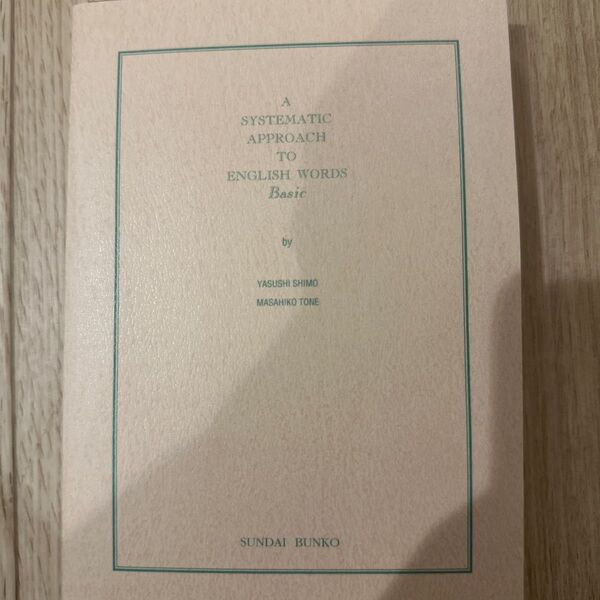 A
SYSTEMATIC
APPROACH
TO
ENGLISH WORDS
Basic
by
YASUSHI SHIMO
MASAHIKO TONE
SUNDAI BUNKO